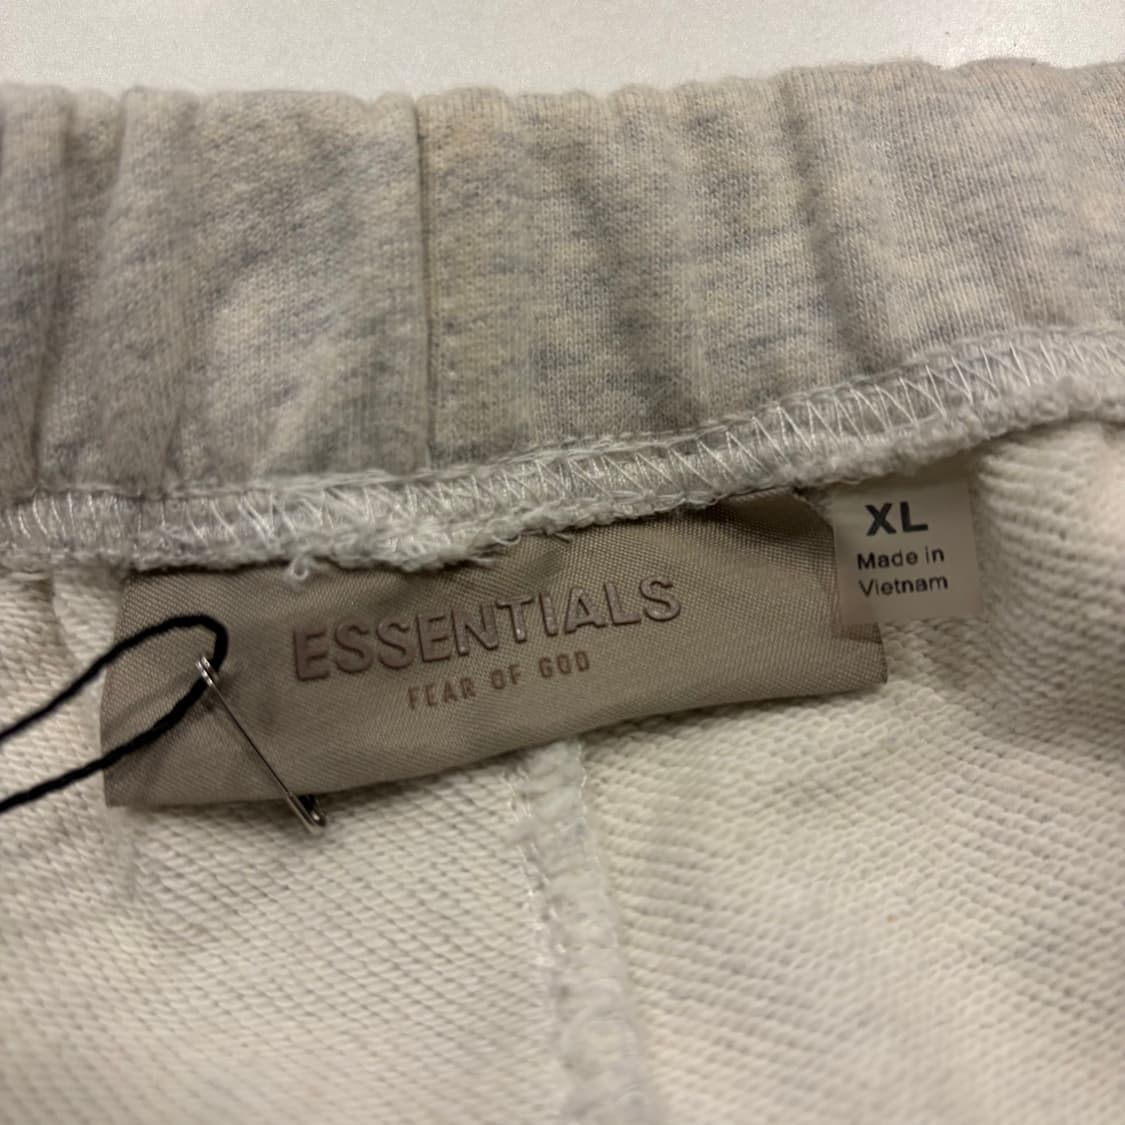 ESSENTIALS
FEAR OF GOD
XL
Made in
Vietnam